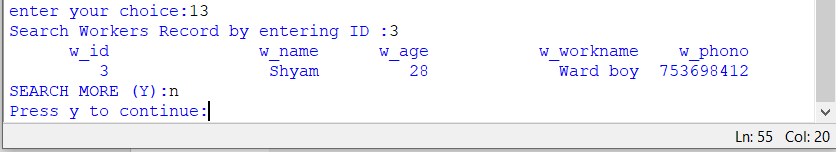 enter your choice:13
Search Workers Record by entering ID :3
w_id w_name w_age w_workname w_phono
3 Shyam 28 Ward boy 753698412
SEARCH MORE (Y):n
Press y to continue:
Ln: 55 Col: 20